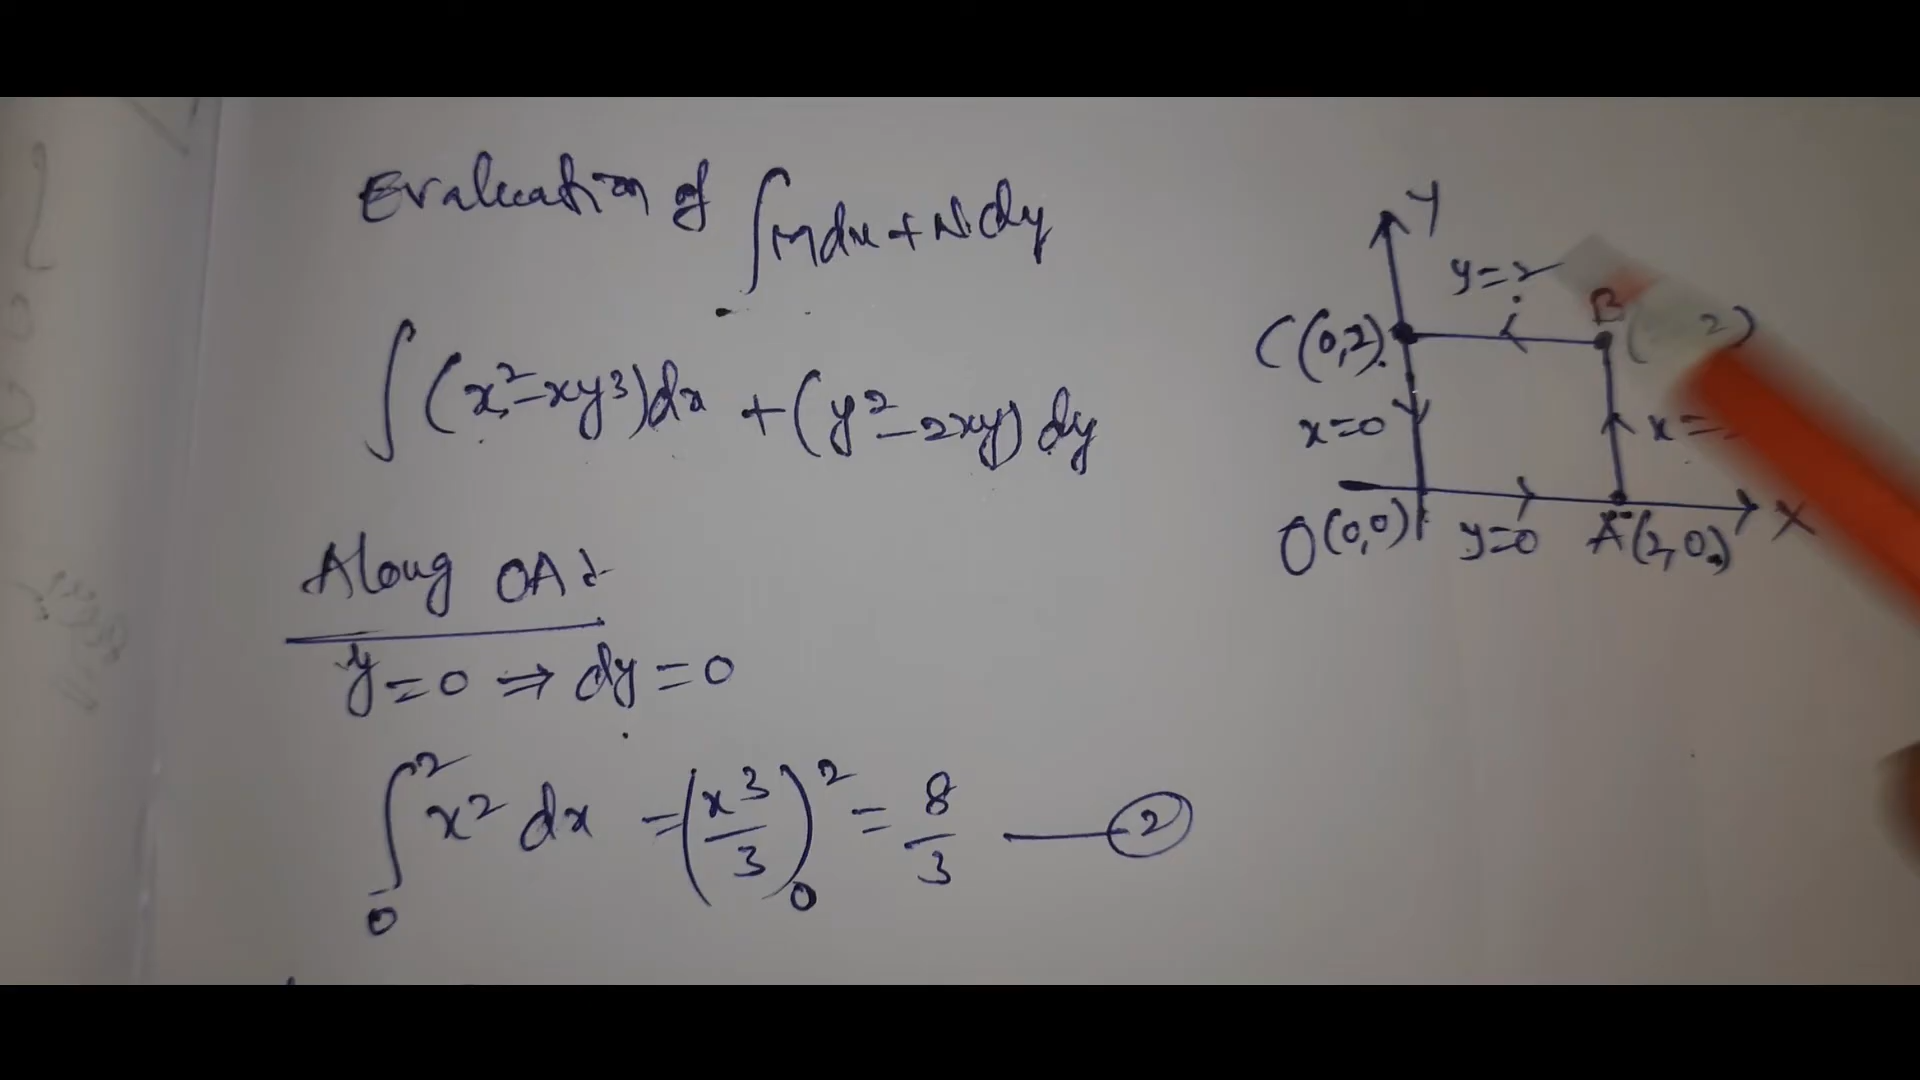 Evaluation of ∫Mdx + Ndy
∫(x²-xy³)dx + (y²-2xy)dy
Along OA:
y=0 ⇒ dy=0
∫₀² x² dx = (x³/3)₀² = 8/3 —— ②
Y
y=2
B
C(0,2)
2)
x=0
x=
O(0,0)
y=0
A(2,0)
X